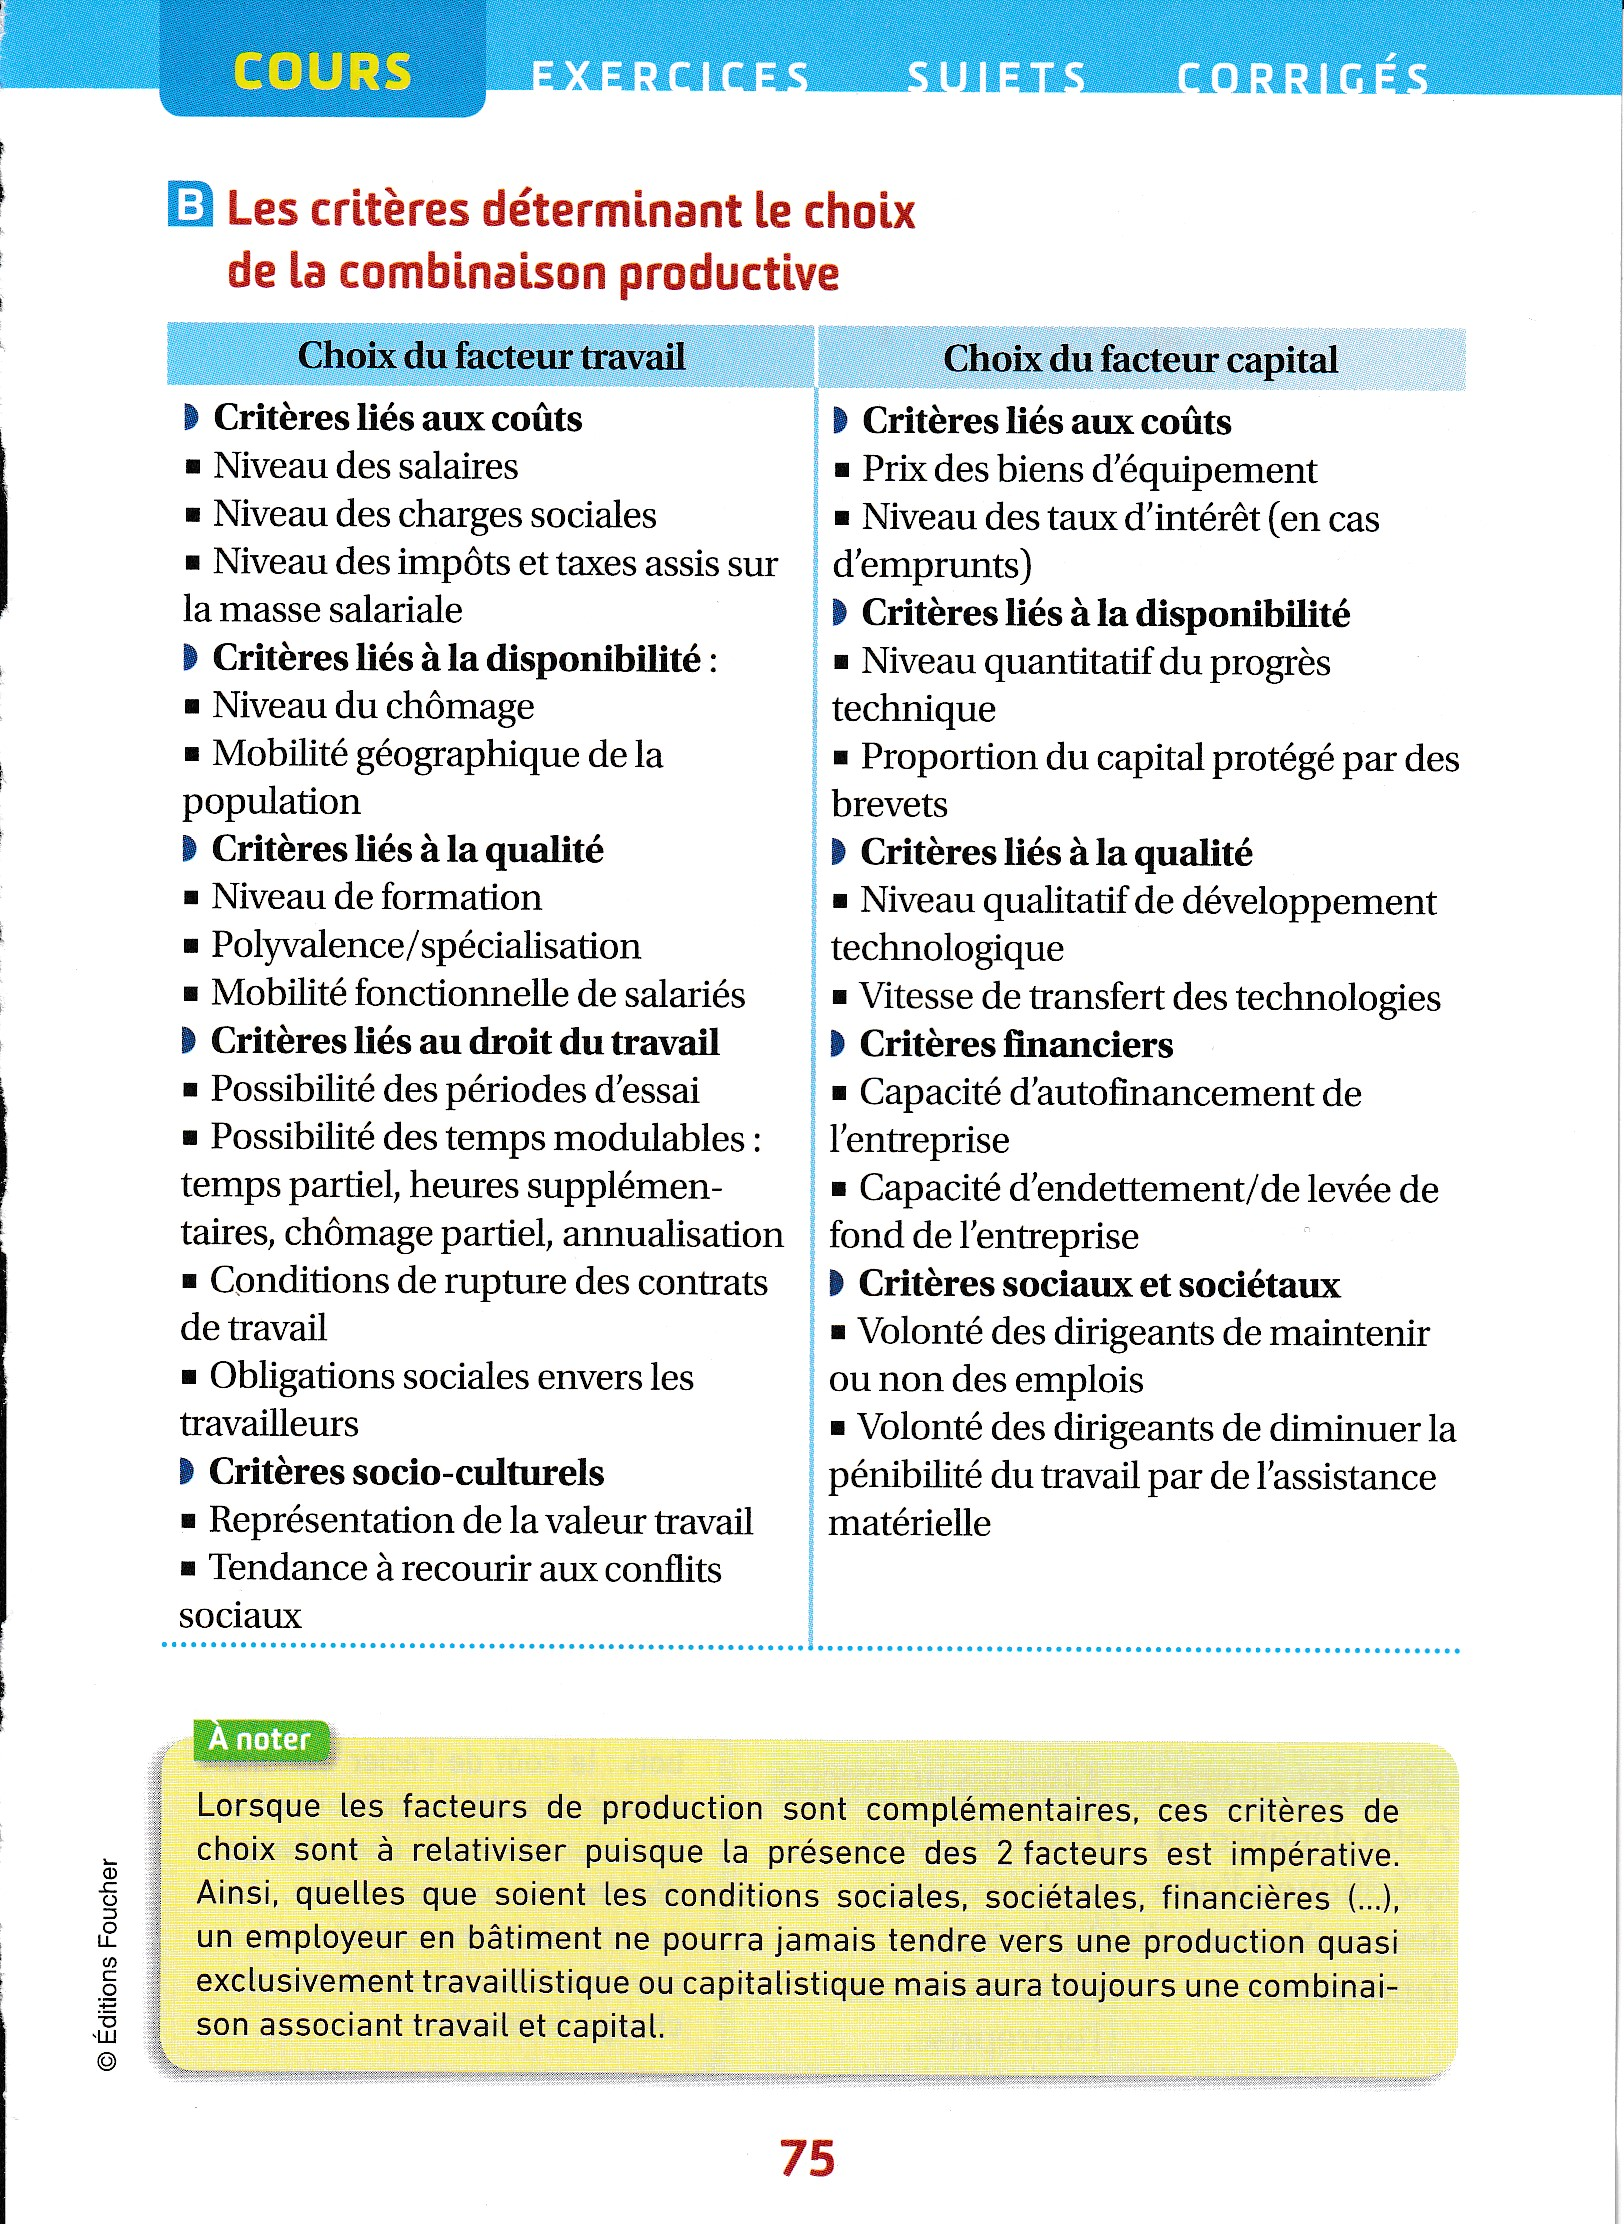 COURS EXERCICES SUJETS CORRIGÉS
B Les critères déterminant le choix
de la combinaison productive
Choix du facteur travail
◗ Critères liés aux coûts
▪ Niveau des salaires
▪ Niveau des charges sociales
▪ Niveau des impôts et taxes assis sur
la masse salariale
◗ Critères liés à la disponibilité :
▪ Niveau du chômage
▪ Mobilité géographique de la
population
◗ Critères liés à la qualité
▪ Niveau de formation
▪ Polyvalence/spécialisation
▪ Mobilité fonctionnelle de salariés
◗ Critères liés au droit du travail
▪ Possibilité des périodes d'essai
▪ Possibilité des temps modulables :
temps partiel, heures supplémen-
taires, chômage partiel, annualisation
▪ Conditions de rupture des contrats
de travail
▪ Obligations sociales envers les
travailleurs
◗ Critères socio-culturels
▪ Représentation de la valeur travail
▪ Tendance à recourir aux conflits
sociaux
Choix du facteur capital
◗ Critères liés aux coûts
▪ Prix des biens d'équipement
▪ Niveau des taux d'intérêt (en cas
d'emprunts)
◗ Critères liés à la disponibilité
▪ Niveau quantitatif du progrès
technique
▪ Proportion du capital protégé par des
brevets
◗ Critères liés à la qualité
▪ Niveau qualitatif de développement
technologique
▪ Vitesse de transfert des technologies
◗ Critères financiers
▪ Capacité d'autofinancement de
l'entreprise
▪ Capacité d'endettement/de levée de
fond de l'entreprise
◗ Critères sociaux et sociétaux
▪ Volonté des dirigeants de maintenir
ou non des emplois
▪ Volonté des dirigeants de diminuer la
pénibilité du travail par de l'assistance
matérielle
À noter
Lorsque les facteurs de production sont complémentaires, ces critères de
choix sont à relativiser puisque la présence des 2 facteurs est impérative.
Ainsi, quelles que soient les conditions sociales, sociétales, financières (...),
un employeur en bâtiment ne pourra jamais tendre vers une production quasi
exclusivement travaillistique ou capitalistique mais aura toujours une combinai-
son associant travail et capital.
© Éditions Foucher
75